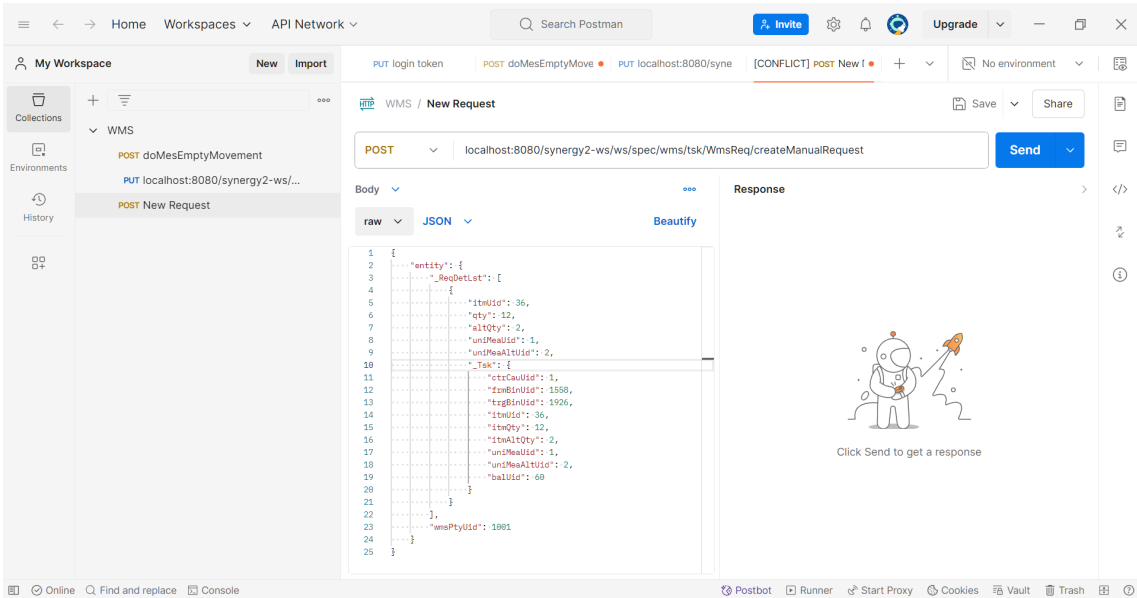 Home Workspaces API Network Search Postman Invite Upgrade
My Workspace New Import PUT login token POST doMesEmptyMove PUT localhost:8080/syne [CONFLICT] POST New No environment
Collections
Environments
History
WMS
POST doMesEmptyMovement
PUT localhost:8080/synergy2-ws/...
POST New Request
HTTP WMS / New Request Save Share
POST localhost:8080/synergy2-ws/ws/spec/wms/tsk/WmsReq/createManualRequest Send
Body
raw JSON Beautify
1 {
2 "entity": {
3 "_ReqDetLst": [
4 {
5 "itmUid": 36,
6 "qty": 12,
7 "altQty": 2,
8 "uniMeaUid": 1,
9 "uniMeaAltUid": 2,
10 "_Tsk": {
11 "ctrCauUid": 1,
12 "frmBinUid": 1558,
13 "trgBinUid": 1926,
14 "itmUid": 36,
15 "itmQty": 12,
16 "itmAltQty": 2,
17 "uniMeaUid": 1,
18 "uniMeaAltUid": 2,
19 "balUid": 60
20 }
21 }
22 ],
23 "wmsPtyUid": 1001
24 }
25 }
Response
Click Send to get a response
Online Find and replace Console Postbot Runner Start Proxy Cookies Vault Trash